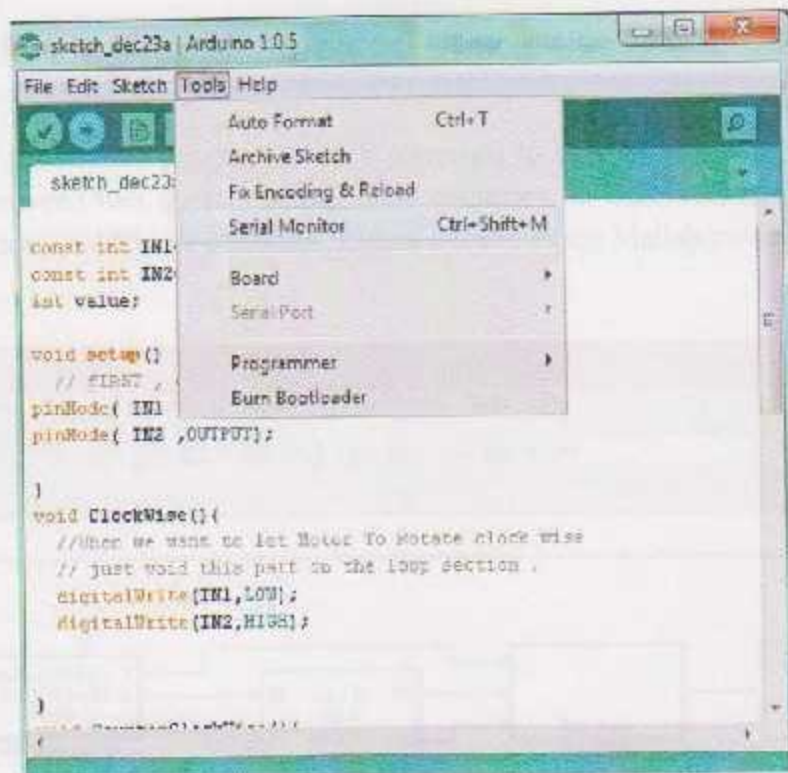 sketch_dec23a | Arduino 1.0.5
File Edit Sketch Tools Help
Auto Format Ctrl+T
Archive Sketch
Fix Encoding & Reload
Serial Monitor Ctrl+Shift+M
Board
Serial Port
Programmer
Burn Bootloader
sketch_dec23
const int IN1
const int IN2
int value;
void setup()
// FIRST ,
pinMode( IN1
pinMode( IN2 ,OUTPUT);
}
void ClockWise(){
//When we want to let Motor To Rotate clock wise
// just void this part on the loop section .
digitalWrite(IN1,LOW);
digitalWrite(IN2,HIGH);
}